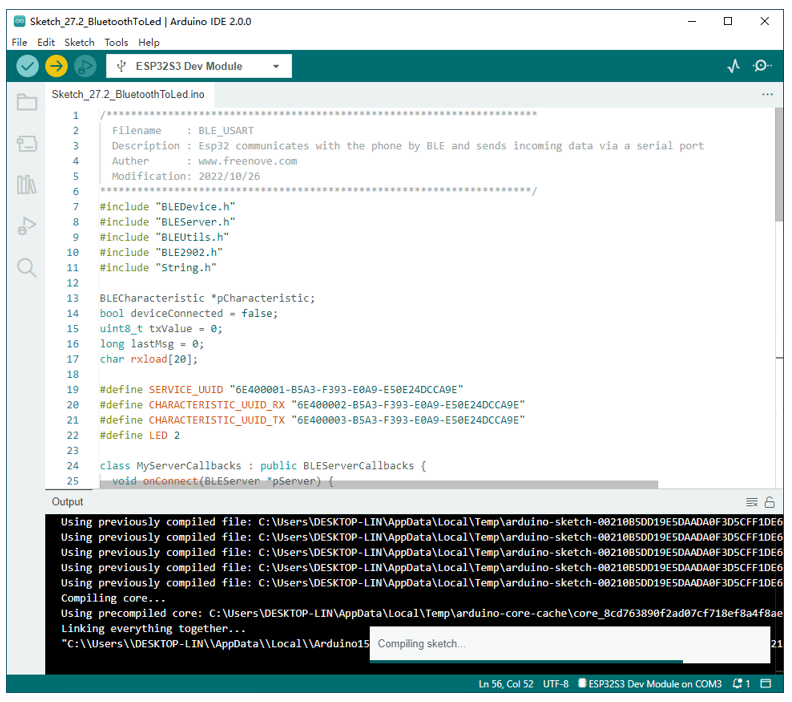 Sketch_27.2_BluetoothToLed | Arduino IDE 2.0.0
File Edit Sketch Tools Help
ESP32S3 Dev Module
Sketch_27.2_BluetoothToLed.ino
1 /**********************************************************************
2 Filename : BLE_USART
3 Description : Esp32 communicates with the phone by BLE and sends incoming data via a serial port
4 Auther : www.freenove.com
5 Modification: 2022/10/26
6 **********************************************************************/
7 #include "BLEDevice.h"
8 #include "BLEServer.h"
9 #include "BLEUtils.h"
10 #include "BLE2902.h"
11 #include "String.h"
12
13 BLECharacteristic *pCharacteristic;
14 bool deviceConnected = false;
15 uint8_t txValue = 0;
16 long lastMsg = 0;
17 char rxload[20];
18
19 #define SERVICE_UUID "6E400001-B5A3-F393-E0A9-E50E24DCCA9E"
20 #define CHARACTERISTIC_UUID_RX "6E400002-B5A3-F393-E0A9-E50E24DCCA9E"
21 #define CHARACTERISTIC_UUID_TX "6E400003-B5A3-F393-E0A9-E50E24DCCA9E"
22 #define LED 2
23
24 class MyServerCallbacks : public BLEServerCallbacks {
25 void onConnect(BLEServer *pServer) {
Output
Using previously compiled file: C:\Users\DESKTOP-LIN\AppData\Local\Temp\arduino-sketch-00210B5DD19E5DAADA0F3D5CFF1DE6
Using previously compiled file: C:\Users\DESKTOP-LIN\AppData\Local\Temp\arduino-sketch-00210B5DD19E5DAADA0F3D5CFF1DE6
Using previously compiled file: C:\Users\DESKTOP-LIN\AppData\Local\Temp\arduino-sketch-00210B5DD19E5DAADA0F3D5CFF1DE6
Using previously compiled file: C:\Users\DESKTOP-LIN\AppData\Local\Temp\arduino-sketch-00210B5DD19E5DAADA0F3D5CFF1DE6
Using previously compiled file: C:\Users\DESKTOP-LIN\AppData\Local\Temp\arduino-sketch-00210B5DD19E5DAADA0F3D5CFF1DE6
Compiling core...
Using precompiled core: C:\Users\DESKTOP-LIN\AppData\Local\Temp\arduino-core-cache\core_8cd763890f2ad07cf718ef8a4f8ae
Linking everything together...
"C:\\Users\\DESKTOP-LIN\\AppData\\Local\\Arduino15 21
Compiling sketch...
Ln 56, Col 52 UTF-8 ESP32S3 Dev Module on COM3 1